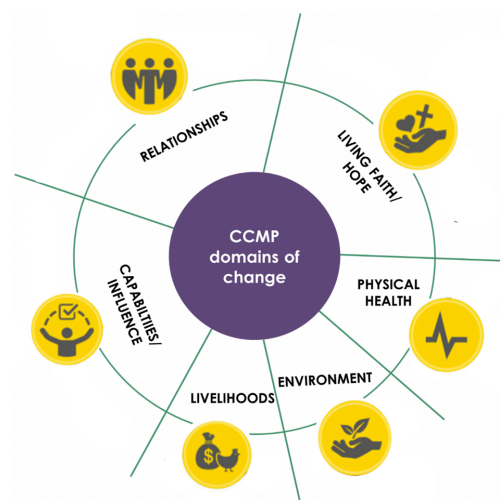 CCMP
domains of
change
RELATIONSHIPS
LIVING FAITH/
HOPE
PHYSICAL
HEALTH
ENVIRONMENT
LIVELIHOODS
CAPABILTIIES/
INFLUENCE
$